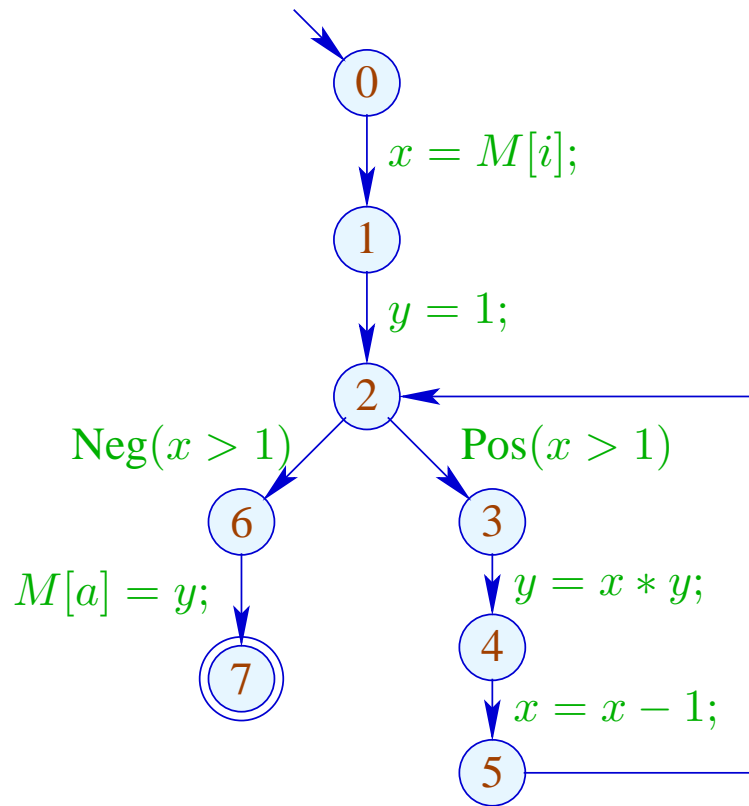 0
x = M[i];
1
y = 1;
2
Neg(x > 1) Pos(x > 1)
6 3
M[a] = y; y = x * y;
4
7
x = x − 1;
5